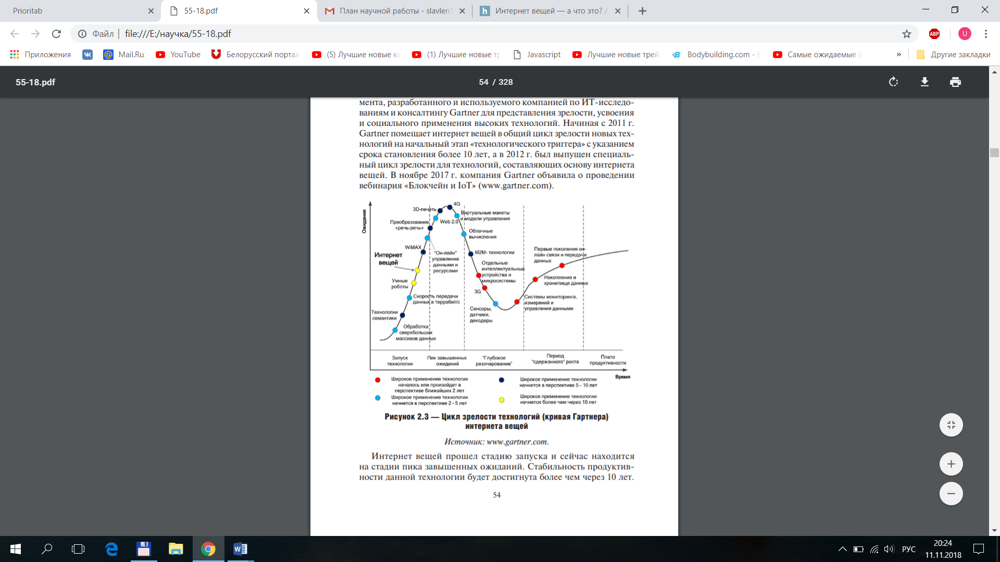 Prioritab
55-18.pdf
План научной работы - slavlen1
Интернет вещей — а что это? /
Файл
file:///E:/научка/55-18.pdf
ABP
U
Приложения
Mail.Ru
YouTube
Белорусский портал
(5) Лучшие новые к
(1) Лучшие новые тр
Javascript
Лучшие новые трей
Bodybuilding.com -
Самые ожидаемые
»
Другие закладки
55-18.pdf
54 / 328
мента, разработанного и используемого компанией по ИТ-исследо-
ваниям и консалтингу Gartner для представления зрелости, усвоения
и социального применения высоких технологий. Начиная с 2011 г.
Gartner помещает интернет вещей в общий цикл зрелости новых тех-
нологий на начальный этап «технологического триггера» с указанием
срока становления более 10 лет, а в 2012 г. был выпущен специаль-
ный цикл зрелости для технологий, составляющих основу интернета
вещей. В ноябре 2017 г. компания Gartner объявила о проведении
вебинария «Блокчейн и IoT» (www.gartner.com).
Ожидания
4G
3D-печать
Виртуальные макеты
и модели управления
Web 2.0
Преобразование
«речь-речь»
Облачные
вычисления
WiMAX
"Он-лайн"
управление
данными и
ресурсами
M2M- технологии
Интернет
вещей
Отдельные
интеллектуальные
устройства и
микросистемы
Первые поколения он-
лайн связи и передачи
данных
Накопление и
хранилище данных
Умные
роботы
3G
Скорость передачи
данных в террабит/с
Системы мониторинга,
измерений и
управления данными
Сенсоры,
датчики,
декодеры
Технологии
семантики
Обработка
сверхбольших
массивов данных
Запуск
технологии
Пик завышенных
ожиданий
"Глубокое
разочарование"
Период
"сдержанного" роста
Плато
продуктивности
Время
Широкое применение технологии
началось или произойдет в
перспективе ближайших 2 лет
Широкое применение технологии
начнется в перспективе 5 - 10 лет
Широкое применение технологии
начнется в перспективе 2 - 5 лет
Широкое применение технологии
начнется более чем через 10 лет
Рисунок 2.3 — Цикл зрелости технологий (кривая Гартнера)
интернета вещей
Источник: www.gartner.com.
Интернет вещей прошел стадию запуска и сейчас находится
на стадии пика завышенных ожиданий. Стабильность продуктив-
ности данной технологии будет достигнута более чем через 10 лет.
54
РУС
20:24
11.11.2018